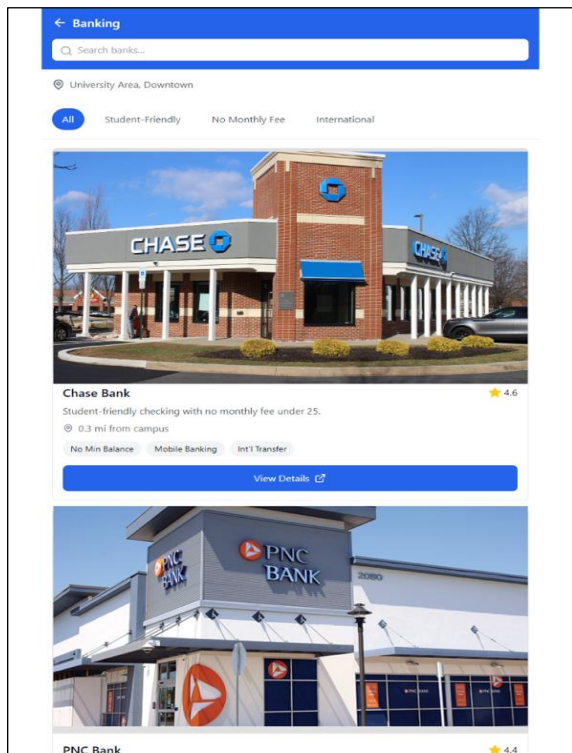 Banking
Search banks...
University Area, Downtown
All Student-Friendly No Monthly Fee International
CHASE CHASE
Chase Bank 4.6
Student-friendly checking with no monthly fee under 25.
0.3 mi from campus
No Min Balance Mobile Banking Int'l Transfer
View Details
PNC
BANK
PNC
BANK
2080
PNC Bank 4.4